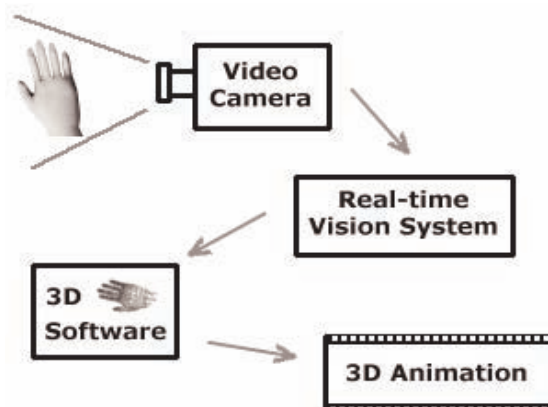 Video
Camera
Real-time
Vision System
3D
Software
3D Animation